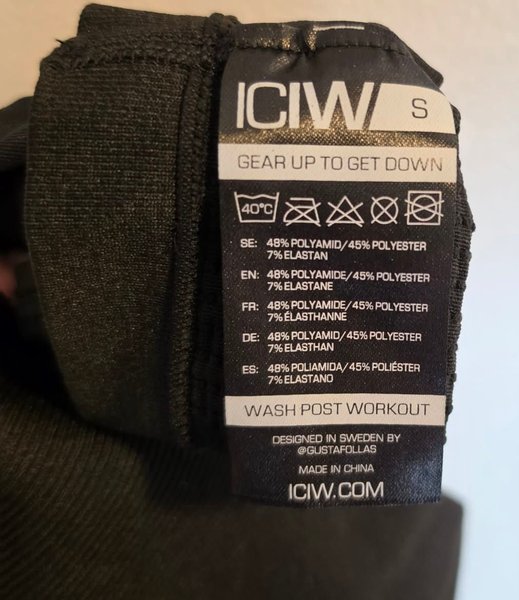 ICIW S
GEAR UP TO GET DOWN
40°C
SE: 48% POLYAMID/45% POLYESTER
7% ELASTAN
EN: 48% POLYAMIDE/45% POLYESTER
7% ELASTANE
FR: 48% POLYAMIDE/45% POLYESTER
7% ÉLASTHANNE
DE: 48% POLYAMID/45% POLYESTER
7% ELASTHAN
ES: 48% POLIAMIDA/45% POLIÉSTER
7% ELASTANO
WASH POST WORKOUT
DESIGNED IN SWEDEN BY
@GUSTAFOLLAS
MADE IN CHINA
ICIW.COM